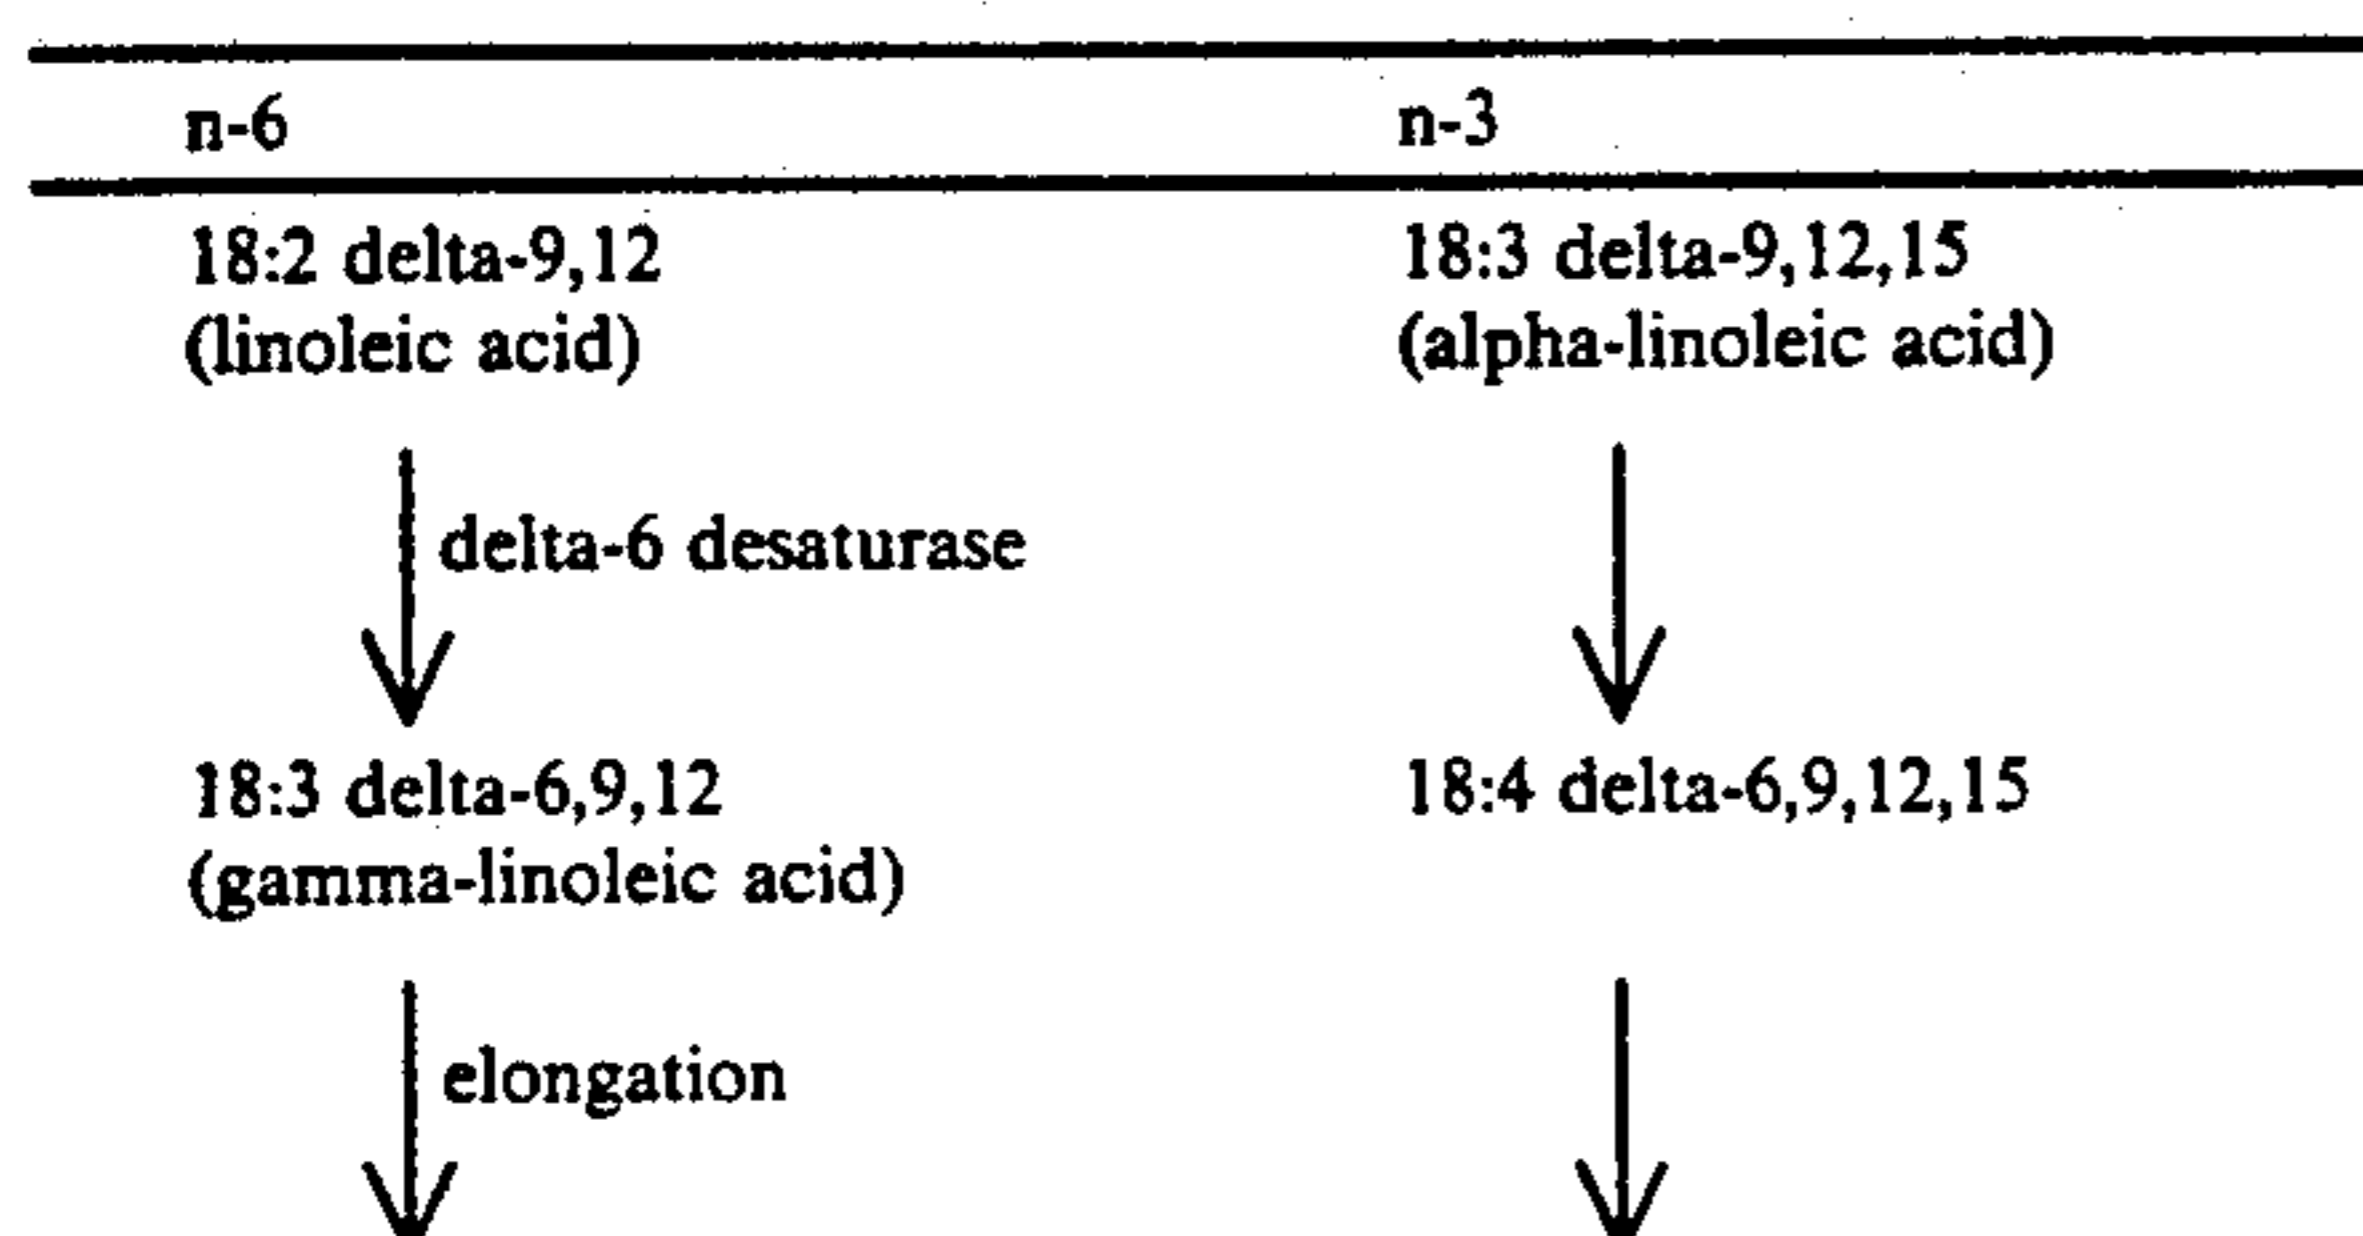 n-6 n-3
18:2 delta-9,12 18:3 delta-9,12,15
(linoleic acid) (alpha-linoleic acid)
delta-6 desaturase
18:3 delta-6,9,12 18:4 delta-6,9,12,15
(gamma-linoleic acid)
elongation